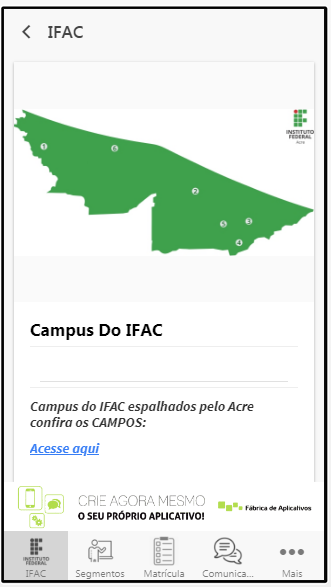 IFAC
INSTITUTO
FEDERAL
Acre
1
6
2
5
3
4
Campus Do IFAC
Campus do IFAC espalhados pelo Acre
confira os CAMPOS:
Acesse aqui
CRIE AGORA MESMO
O SEU PRÓPRIO APLICATIVO!
Fábrica de Aplicativos
INSTITUTO
FEDERAL
IFAC
Segmentos
Matrícula
Comunica...
Mais